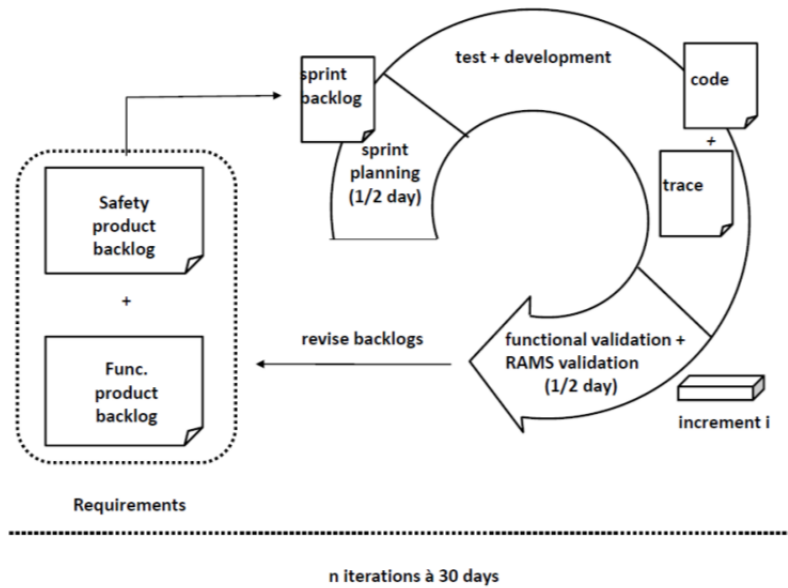 sprint
backlog
test + development
code
+
trace
sprint
planning
(1/2 day)
Safety
product
backlog
+
Func.
product
backlog
revise backlogs
functional validation +
RAMS validation
(1/2 day)
increment i
Requirements
n iterations à 30 days